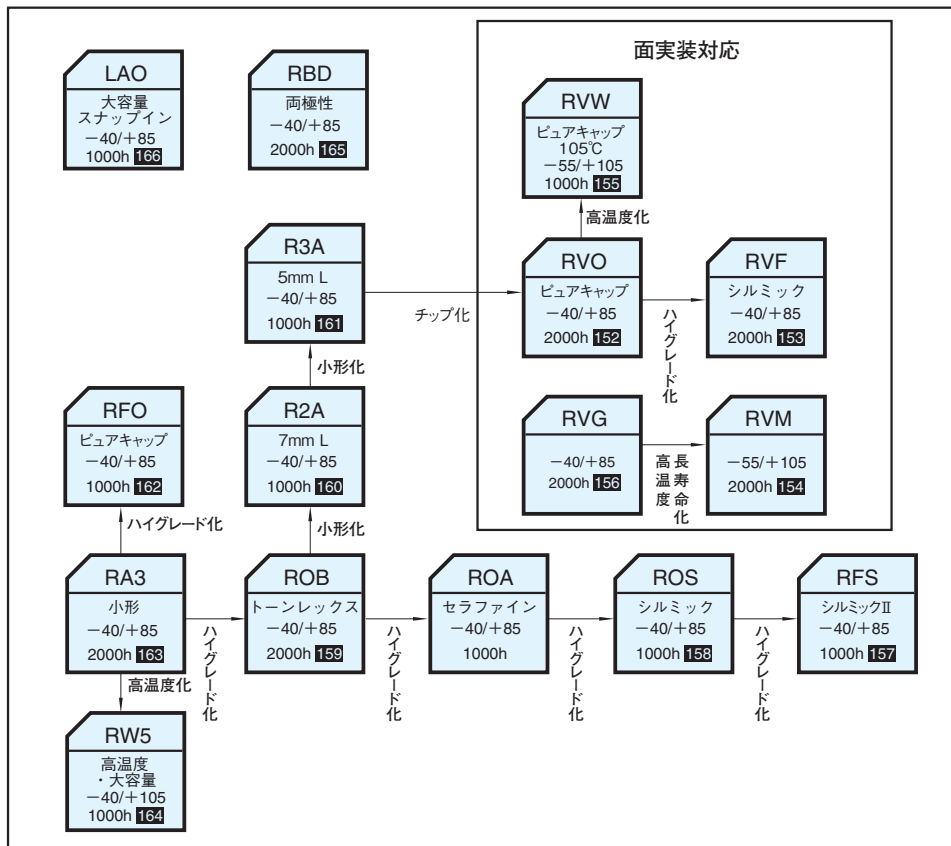 面実装対応
LAO
大容量
スナップイン
−40/+85
1000h 166
RBD
両極性
−40/+85
2000h 165
RVW
ピュアキャップ
105℃
−55/+105
1000h 155
高温度化
R3A
5mm L
−40/+85
1000h 161
チップ化
RVO
ピュアキャップ
−40/+85
2000h 152
ハイグレード化
RVF
シルミック
−40/+85
2000h 153
小形化
RFO
ピュアキャップ
−40/+85
1000h 162
R2A
7mm L
−40/+85
1000h 160
RVG
−40/+85
2000h 156
長寿命化
高温度
RVM
−55/+105
2000h 154
ハイグレード化
小形化
RA3
小形
−40/+85
2000h 163
ハイグレード化
ROB
トーンレックス
−40/+85
2000h 159
ハイグレード化
ROA
セラファイン
−40/+85
1000h
ハイグレード化
ROS
シルミック
−40/+85
1000h 158
ハイグレード化
RFS
シルミックII
−40/+85
1000h 157
高温度化
RW5
高温度
・大容量
−40/+105
1000h 164